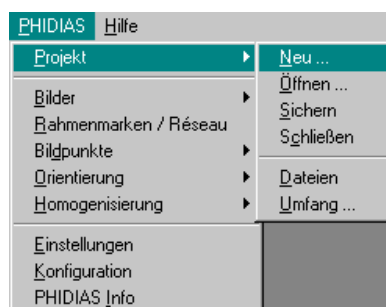 PHIDIAS Hilfe
Projekt
Bilder
Rahmenmarken / Réseau
Bildpunkte
Orientierung
Homogenisierung
Einstellungen
Konfiguration
PHIDIAS Info
Neu ...
Öffnen ...
Sichern
Schließen
Dateien
Umfang ...